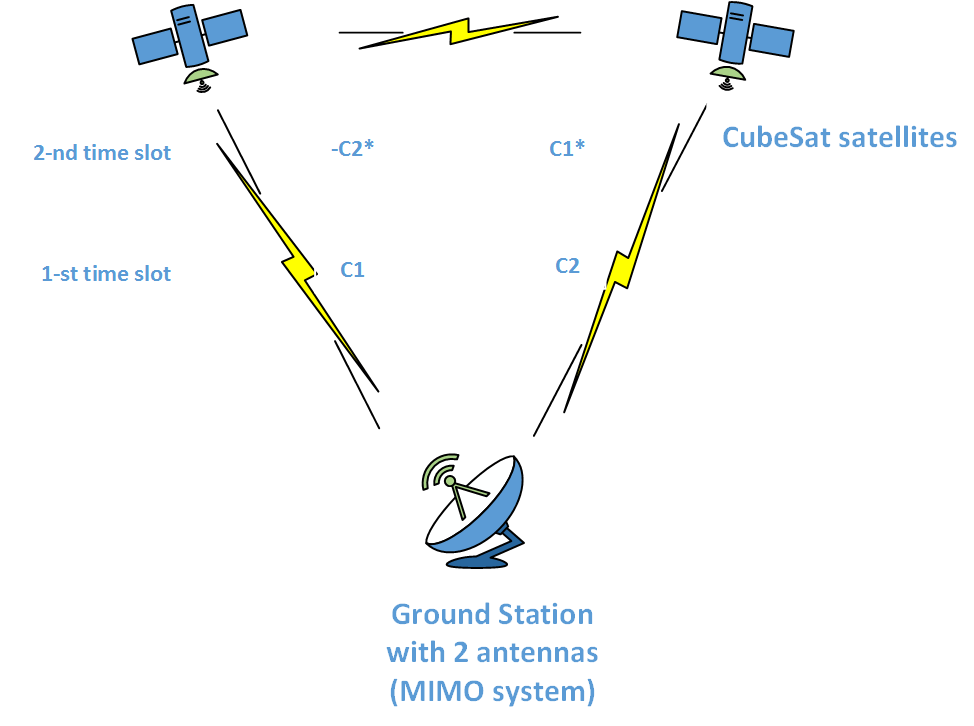 CubeSat satellites
2-nd time slot
-C2*
C1*
1-st time slot
C1
C2
Ground Station
with 2 antennas
(MIMO system)